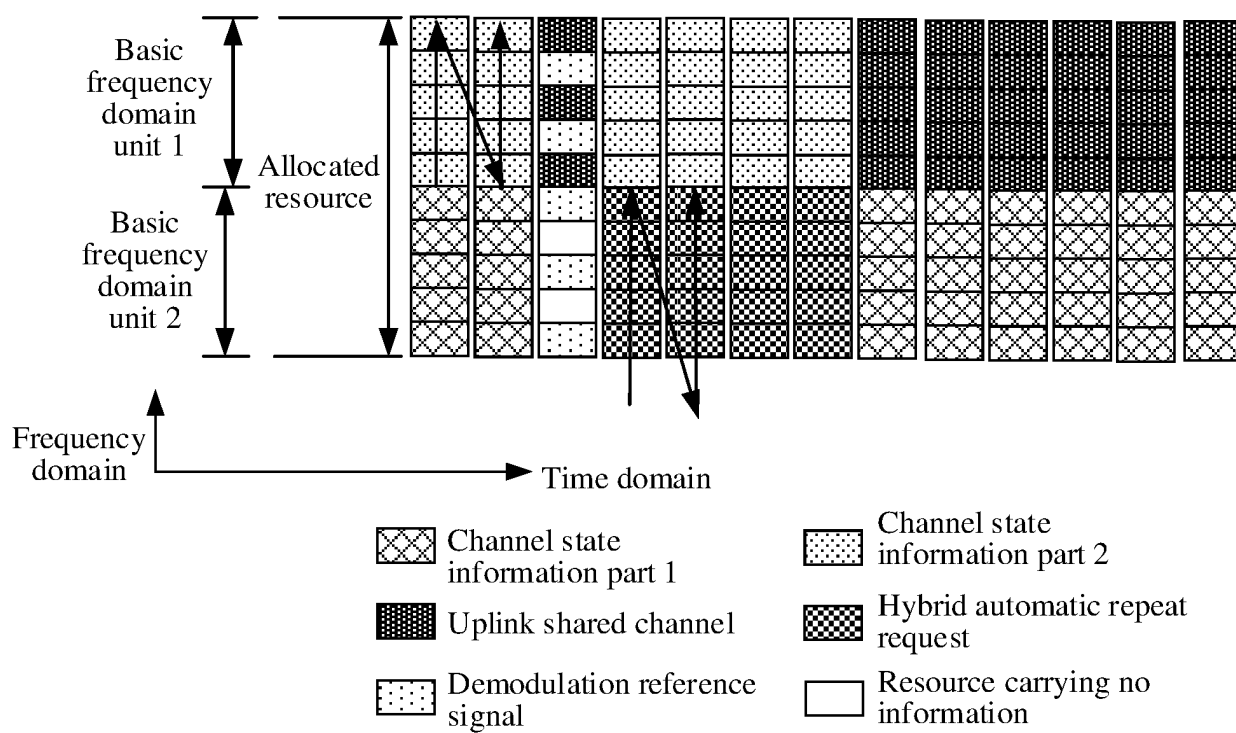 Basic
frequency
domain
unit 1
Allocated
resource
Basic
frequency
domain
unit 2
Frequency
domain
Time domain
Channel state
information part 1
Channel state
information part 2
Uplink shared channel
Hybrid automatic repeat
request
Demodulation reference
signal
Resource carrying no
information